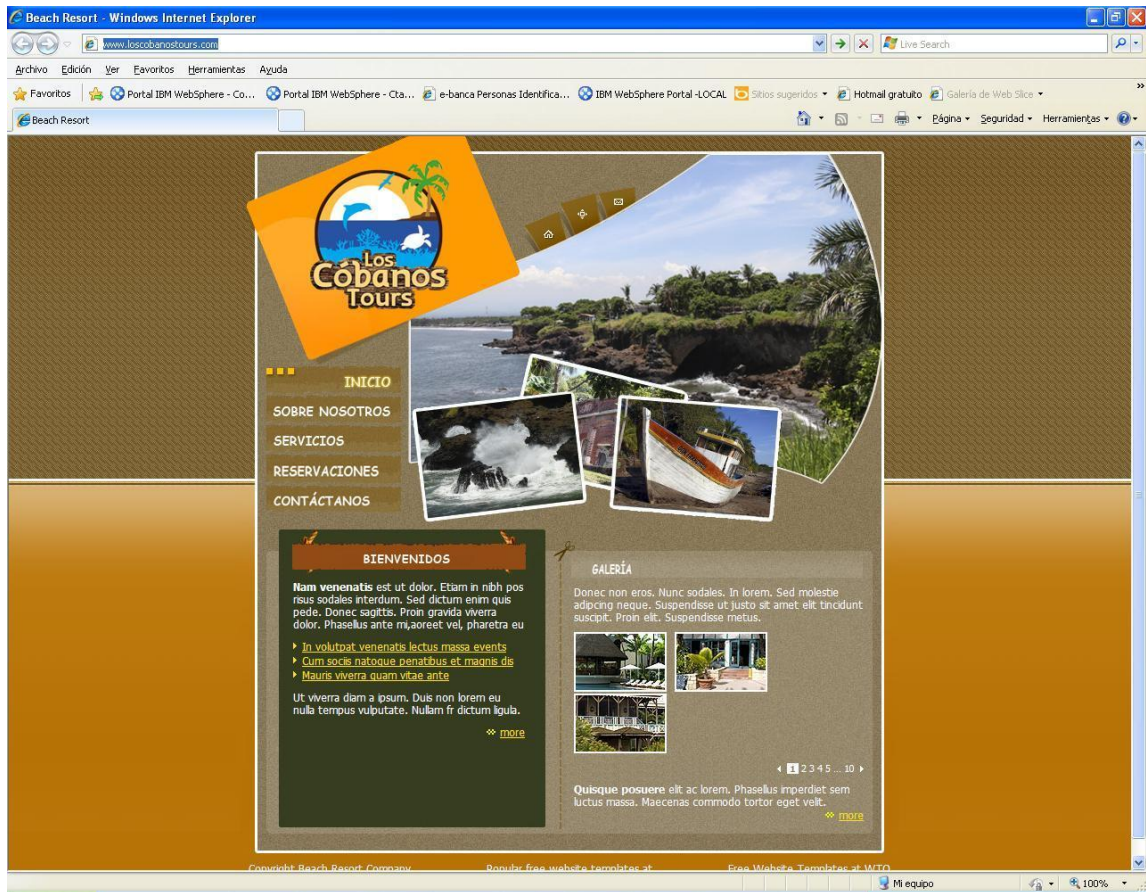 Beach Resort - Windows Internet Explorer
www.loscobanostours.com
Live Search
Archivo Edición Ver Favoritos Herramientas Ayuda
Favoritos Portal IBM WebSphere - Co... Portal IBM WebSphere - Cta... e-banca Personas Identifica... IBM WebSphere Portal -LOCAL Sitios sugeridos Hotmail gratuito Galería de Web Slice
Beach Resort
Página Seguridad Herramientas
Los
Cóbanos
Tours
INICIO
SOBRE NOSOTROS
SERVICIOS
RESERVACIONES
CONTÁCTANOS
BIENVENIDOS
Nam venenatis est ut dolor. Etiam in nibh pos
risus sodales interdum. Sed dictum enim quis
pede. Donec sagittis. Proin gravida viverra
dolor. Phasellus ante mi,aoreet vel, pharetra eu
In volutpat venenatis lectus massa events
Cum sociis natoque penatibus et magnis dis
Mauris viverra quam vitae ante
Ut viverra diam a ipsum. Duis non lorem eu
nulla tempus vulputate. Nullam fr dictum ligula.
more
GALERÍA
Donec non eros. Nunc sodales. In lorem. Sed molestie
adipcing neque. Suspendisse ut justo sit amet elit tincidunt
suscipit. Proin elit. Suspendisse metus.
1 2 3 4 5 ... 10
Quisque posuere elit ac lorem. Phasellus imperdiet sem
luctus massa. Maecenas commodo tortor eget velit.
more
Copyright Beach Resort Company Popular free website templates at Free Website Templates at WTO
Mi equipo
100%